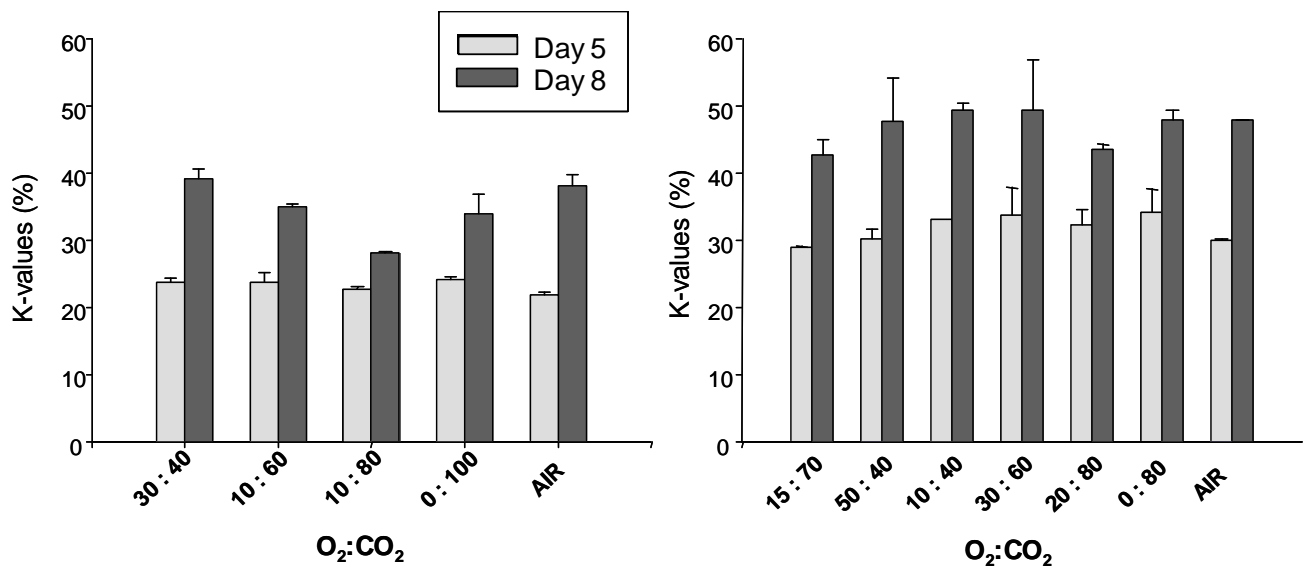 Day 5
Day 8
60
50
40
30
20
10
0
K-values (%)
30 : 40
10 : 60
10 : 80
0 : 100
AIR
O₂:CO₂
60
50
40
30
20
10
0
K-values (%)
15 : 70
50 : 40
10 : 40
30 : 60
20 : 80
0 : 80
AIR
O₂:CO₂